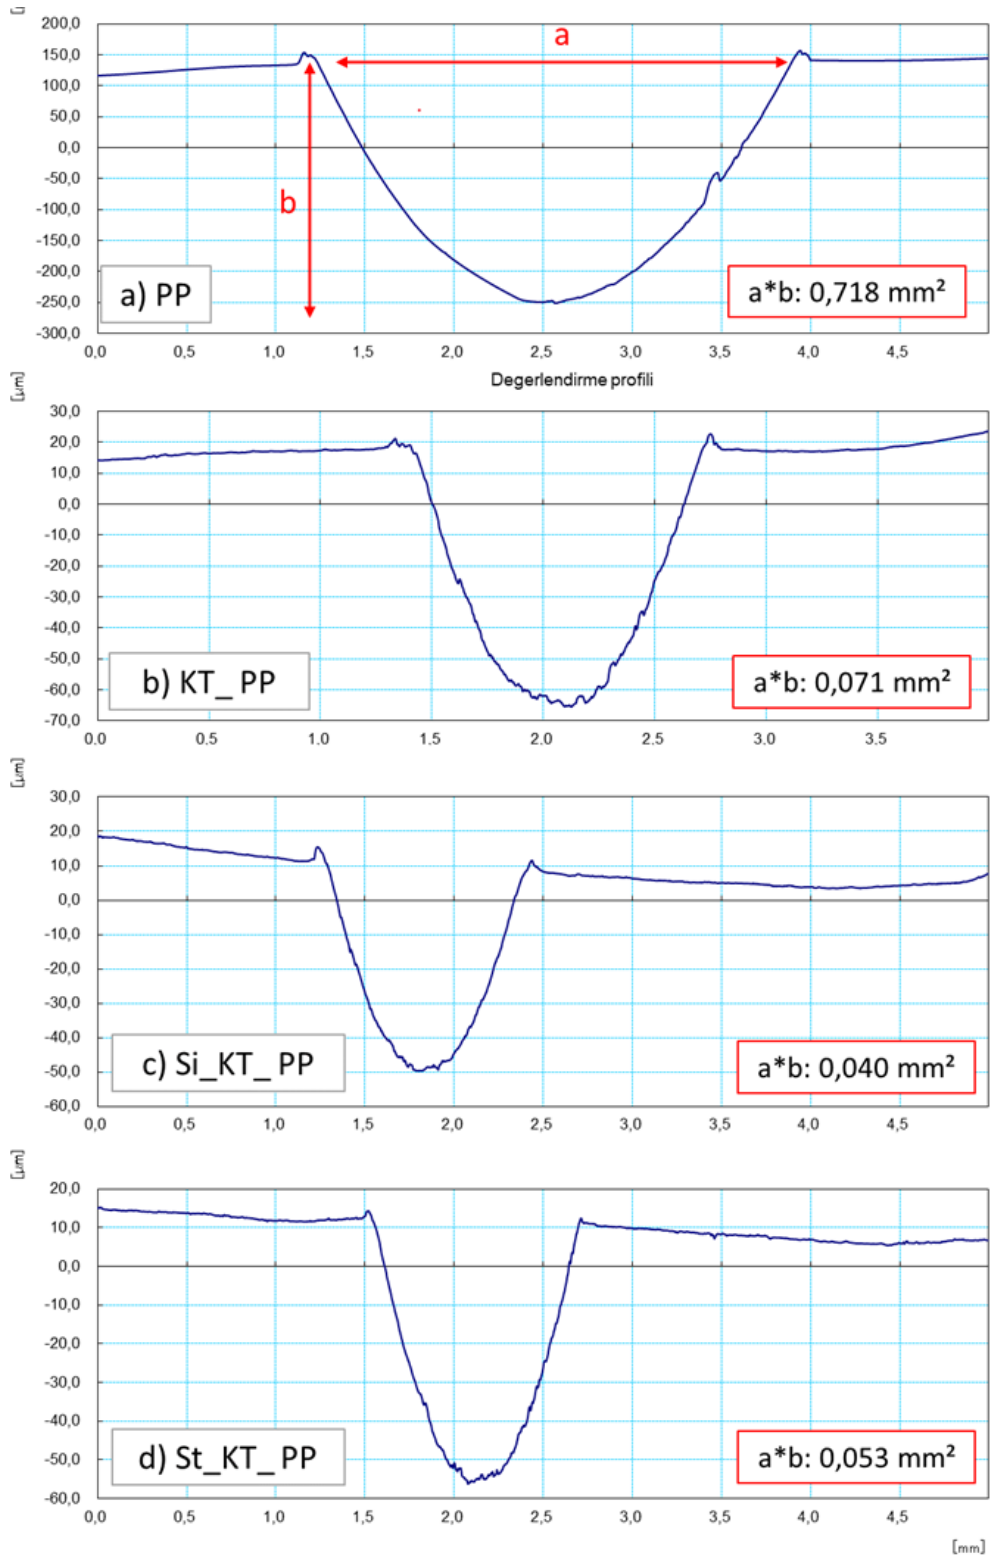 200,0
150,0
100,0
50,0
0,0
-50,0
-100,0
-150,0
-200,0
-250,0
-300,0
a
b
a) PP
a*b: 0,718 mm²
0,0 0,5 1,0 1,5 2,0 2,5 3,0 3,5 4,0 4,5
Degerlendirme profili
[µm]
30,0
20,0
10,0
0,0
-10,0
-20,0
-30,0
-40,0
-50,0
-60,0
-70,0
b) KT_ PP
a*b: 0,071 mm²
0.0 0.5 1.0 1.5 2.0 2.5 3.0 3.5
[µm]
30,0
20,0
10,0
0,0
-10,0
-20,0
-30,0
-40,0
-50,0
-60,0
c) Si_KT_ PP
a*b: 0,040 mm²
0,0 0,5 1,0 1,5 2,0 2,5 3,0 3,5 4,0 4,5
[µm]
20,0
10,0
0,0
-10,0
-20,0
-30,0
-40,0
-50,0
-60,0
d) St_KT_ PP
a*b: 0,053 mm²
0,0 0,5 1,0 1,5 2,0 2,5 3,0 3,5 4,0 4,5
[mm]